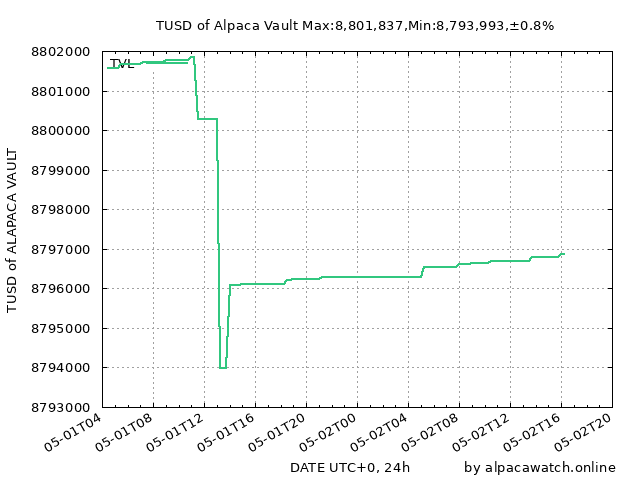 TUSD of Alpaca Vault Max:8,801,837,Min:8,793,993,±0.8%
TUSD of ALAPACA VAULT
8802000
8801000
8800000
8799000
8798000
8797000
8796000
8795000
8794000
8793000
TVL
05-01T04
05-01T08
05-01T12
05-01T16
05-01T20
05-02T00
05-02T04
05-02T08
05-02T12
05-02T16
05-02T20
DATE UTC+0, 24h
by alpacawatch.online